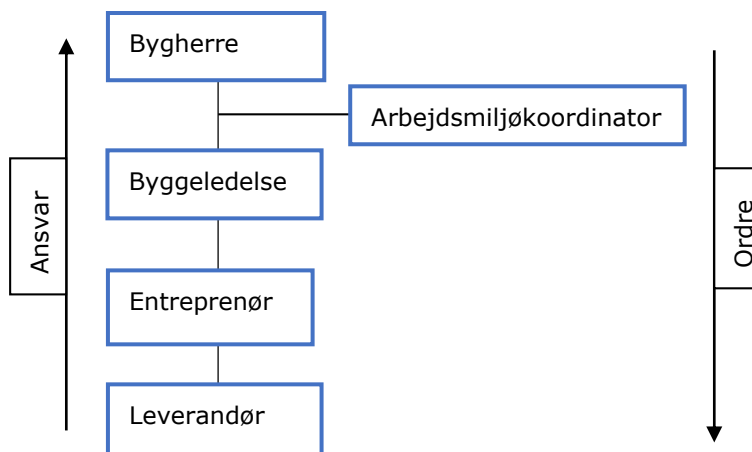 Bygherre
Arbejdsmiljøkoordinator
Byggeledelse
Ansvar
Ordre
Entreprenør
Leverandør